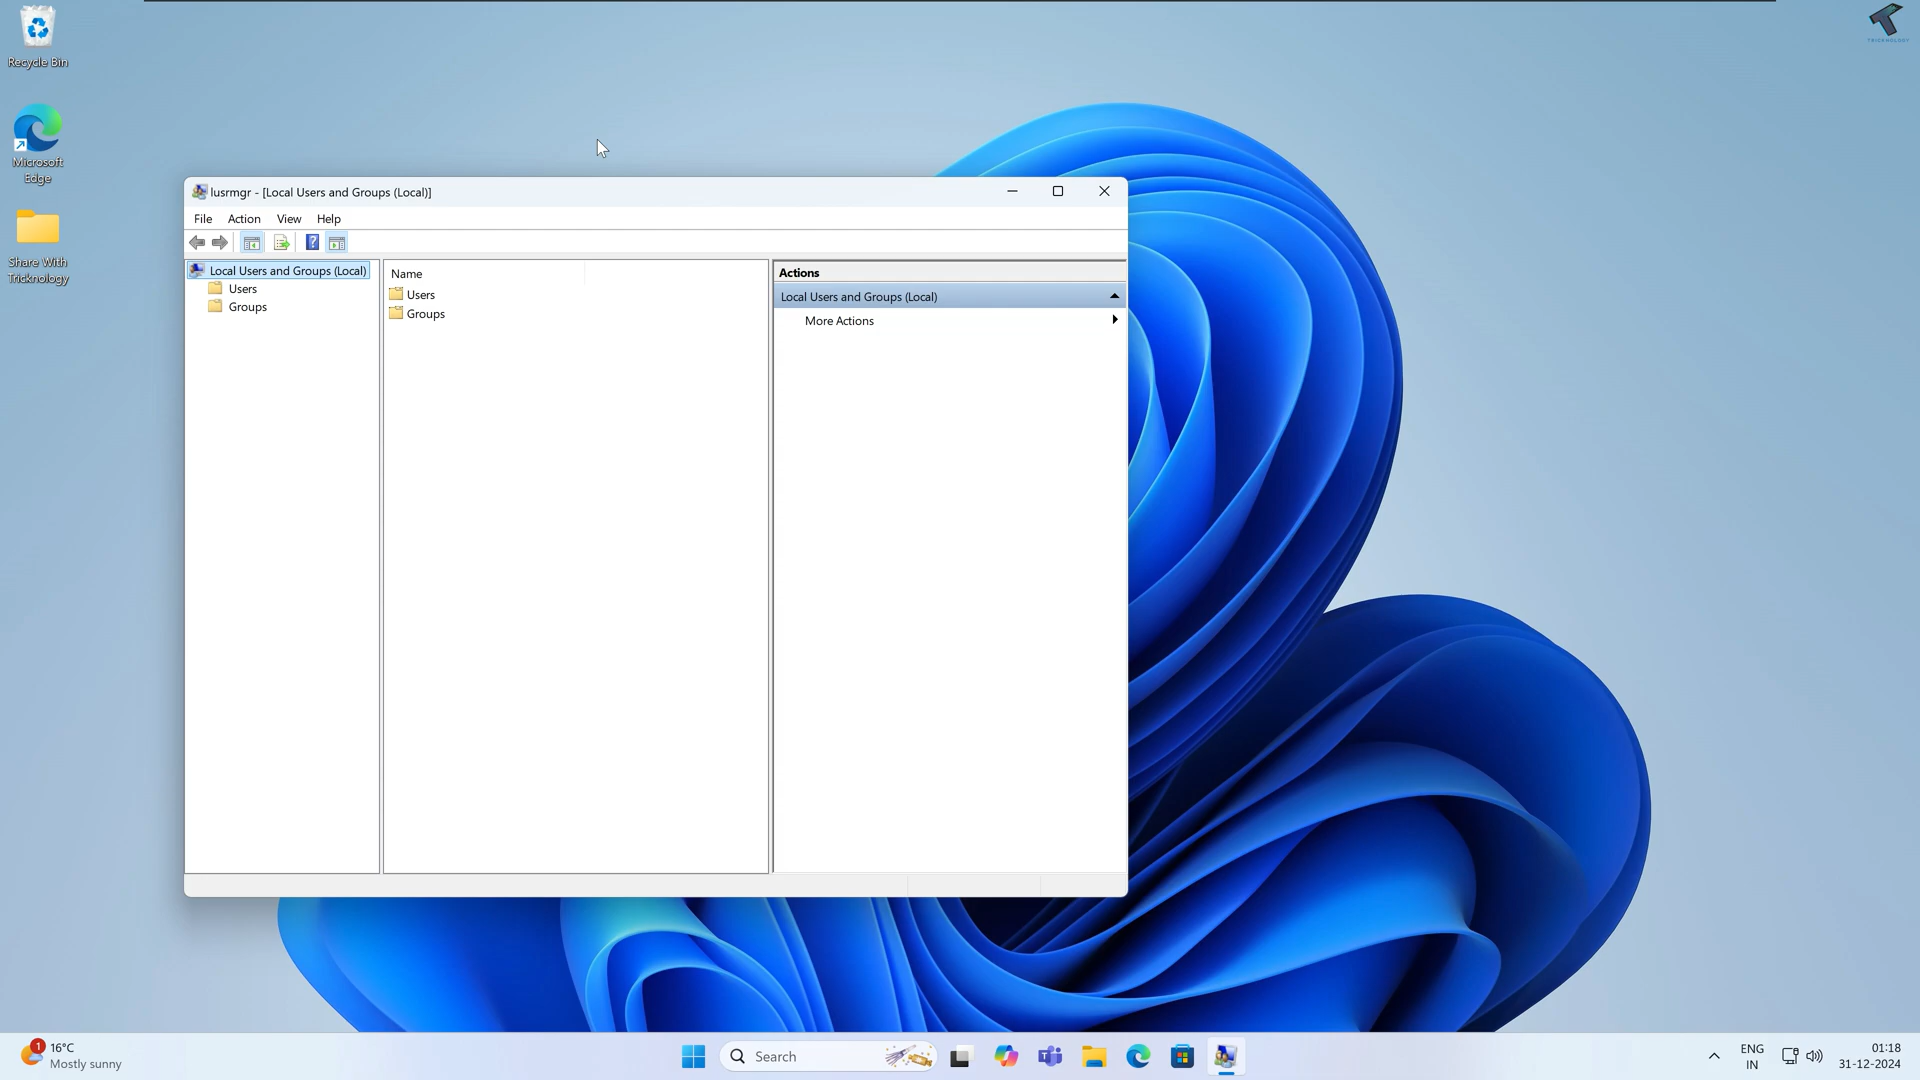 Recycle Bin
TRICKNOLOGY
Microsoft
Edge
Share With
Tricknology
lusrmgr - [Local Users and Groups (Local)]
File Action View Help
Local Users and Groups (Local)
Users
Groups
Name
Users
Groups
Actions
Local Users and Groups (Local)
More Actions
1
16°C
Mostly sunny
Search
ENG
IN
01:18
31-12-2024